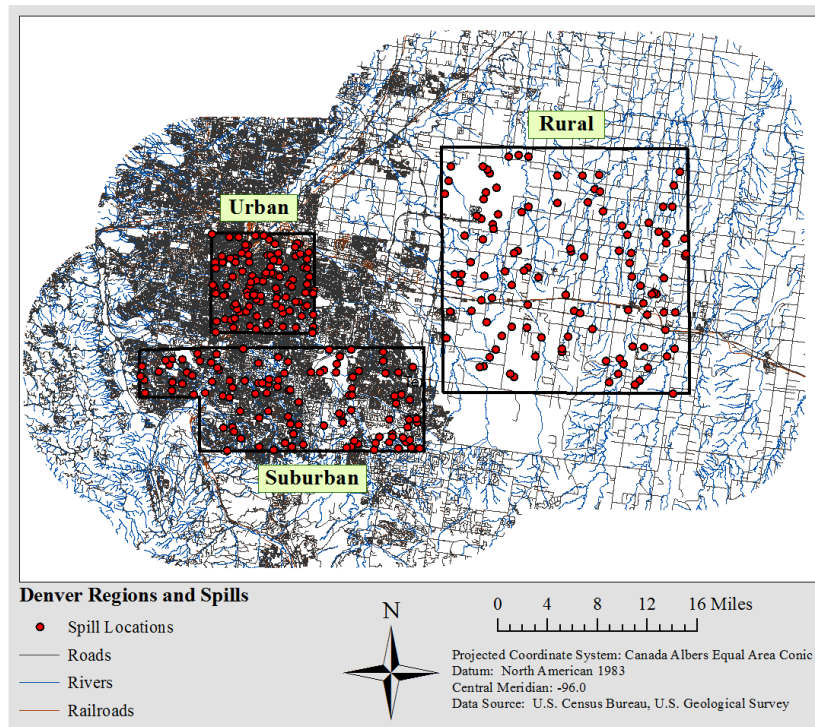 Rural
Urban
Suburban
Denver Regions and Spills
Spill Locations
Roads
Rivers
Railroads
N
0 4 8 12 16 Miles
Projected Coordinate System: Canada Albers Equal Area Conic
Datum: North American 1983
Central Meridian: -96.0
Data Source: U.S. Census Bureau, U.S. Geological Survey